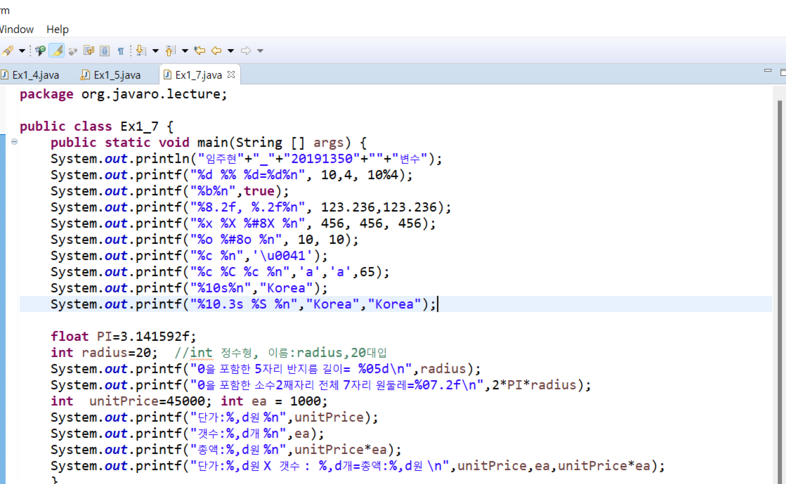 rm
Window Help
Ex1_4.java Ex1_5.java Ex1_7.java
package org.javaro.lecture;
public class Ex1_7 {
public static void main(String [] args) {
System.out.println("임주현"+"_"+"20191350"+""+"변수");
System.out.printf("%d %% %d=%d%n", 10,4, 10%4);
System.out.printf("%b%n",true);
System.out.printf("%8.2f, %.2f%n", 123.236,123.236);
System.out.printf("%x %X %#8X %n", 456, 456, 456);
System.out.printf("%o %#8o %n", 10, 10);
System.out.printf("%c %n",'\u0041');
System.out.printf("%c %C %c %n",'a','a',65);
System.out.printf("%10s%n","Korea");
System.out.printf("%10.3s %S %n","Korea","Korea");
float PI=3.141592f;
int radius=20; //int 정수형, 이름:radius,20대입
System.out.printf("0을 포함한 5자리 반지름 길이= %05d\n",radius);
System.out.printf("0을 포함한 소수2째자리 전체 7자리 원둘레=%07.2f\n",2*PI*radius);
int unitPrice=45000; int ea = 1000;
System.out.printf("단가:%,d원 %n",unitPrice);
System.out.printf("갯수:%,d개 %n",ea);
System.out.printf("총액:%,d원 %n",unitPrice*ea);
System.out.printf("단가:%,d원 X 갯수 : %,d개=총액:%,d원 \n",unitPrice,ea,unitPrice*ea);
}